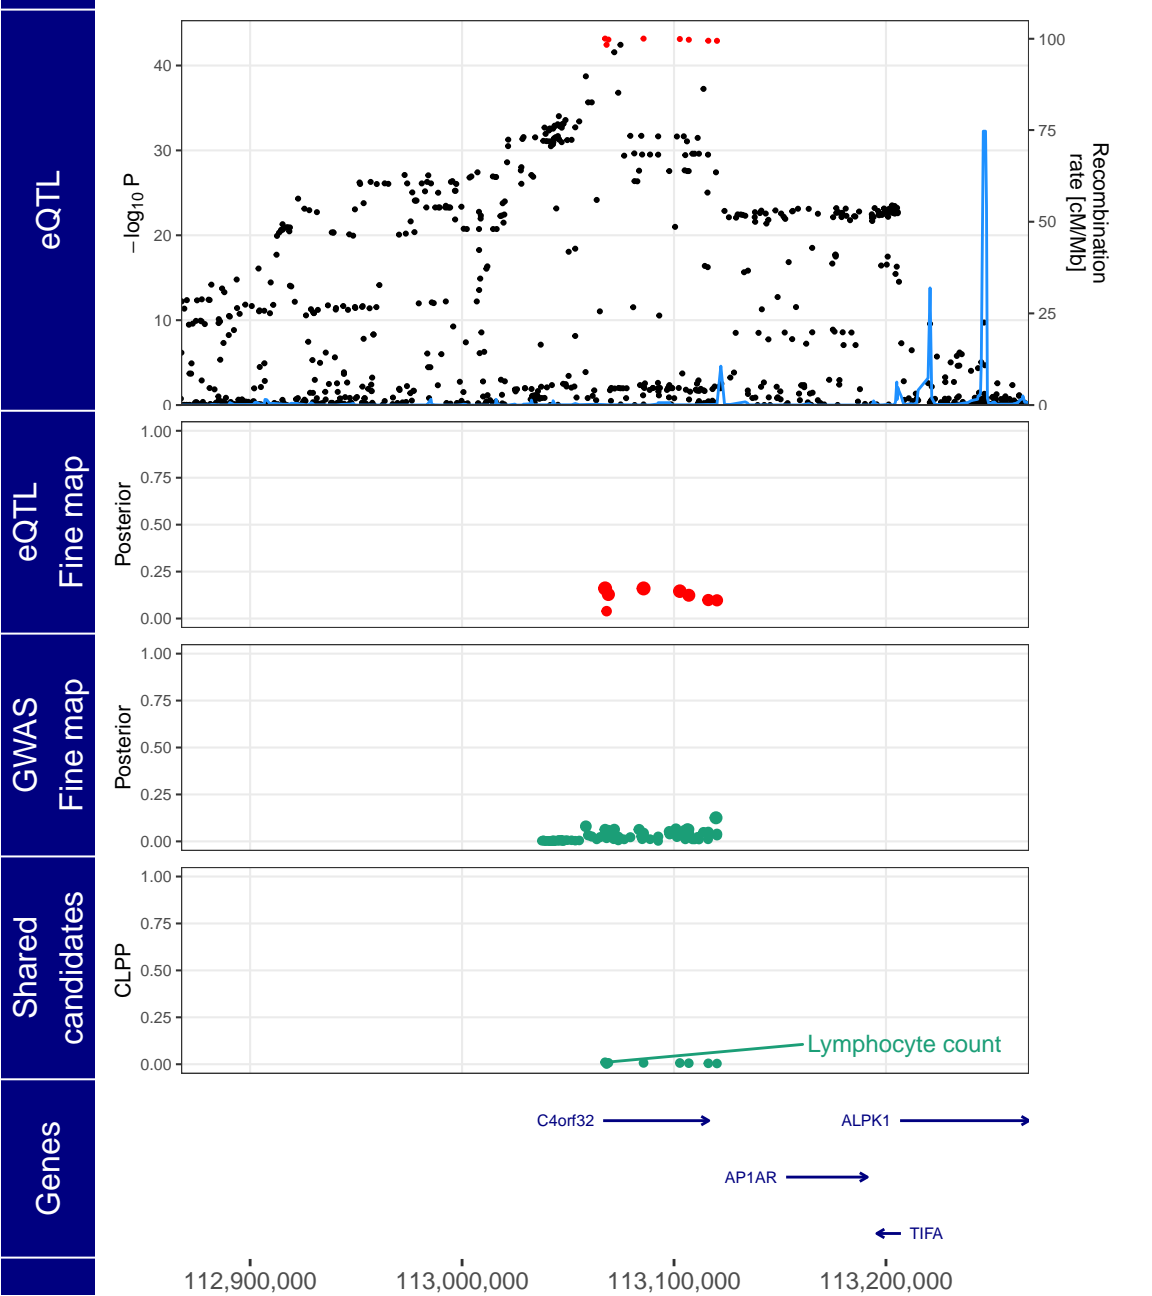 eQTL
−log10 P
40
30
20
10
0
100
75
50
25
0
Recombination
rate [cM/Mb]
eQTL
Fine map
Posterior
1.00
0.75
0.50
0.25
0.00
GWAS
Fine map
Posterior
1.00
0.75
0.50
0.25
0.00
Shared
candidates
CLPP
1.00
0.75
0.50
0.25
0.00
Lymphocyte count
Genes
C4orf32
ALPK1
AP1AR
TIFA
112,900,000
113,000,000
113,100,000
113,200,000